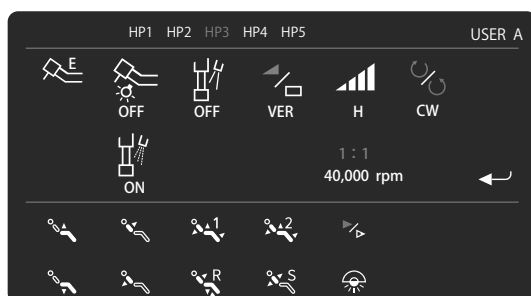 HP1 HP2 HP3 HP4 HP5 USER A
E
OFF OFF VER H CW
1 : 1
ON 40,000 rpm
1 2
R S